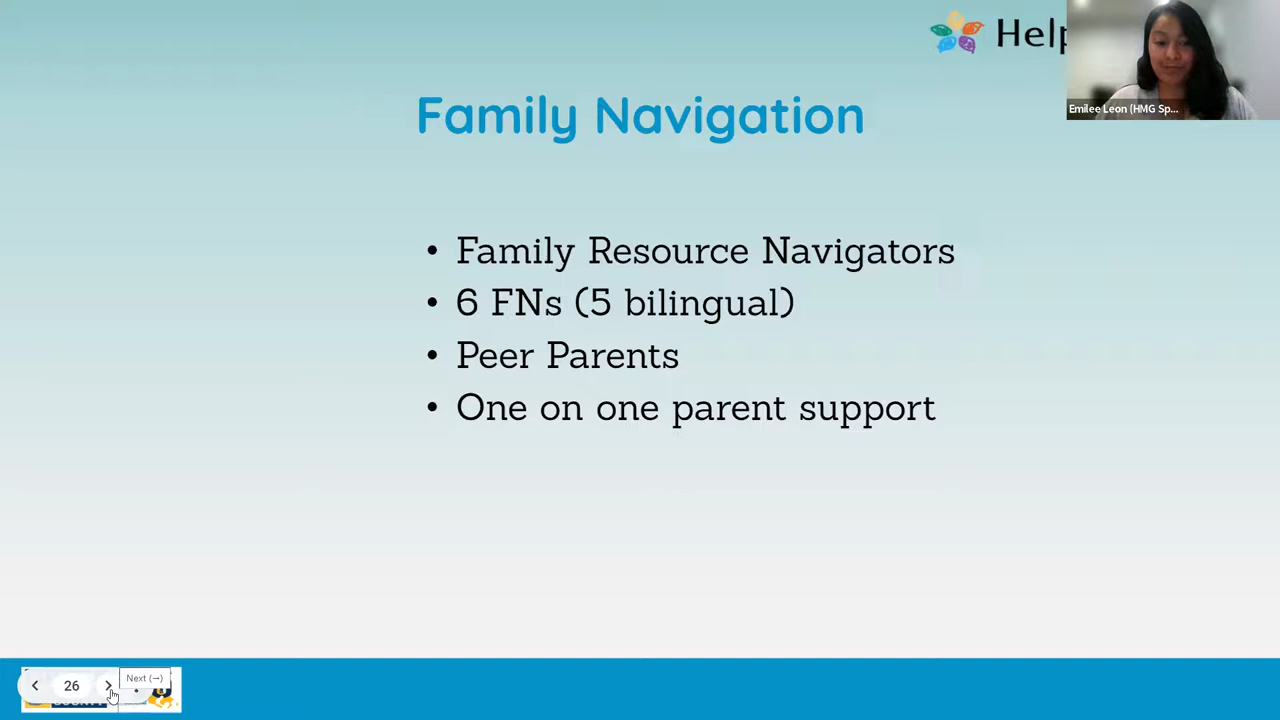 Help
Emilee Leon (HMG Sp...
Family Navigation
• Family Resource Navigators
• 6 FNs (5 bilingual)
• Peer Parents
• One on one parent support
Next (→)
26